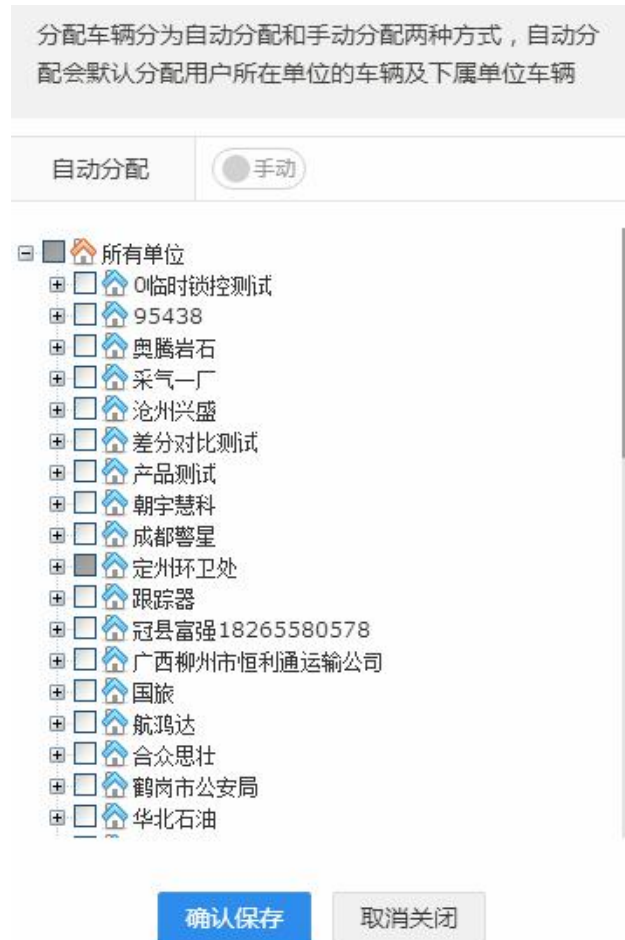 分配车辆分为自动分配和手动分配两种方式，自动分
配会默认分配用户所在单位的车辆及下属单位车辆
自动分配
手动
所有单位
0临时锁控测试
95438
奥腾岩石
采气一厂
沧州兴盛
差分对比测试
产品测试
朝宇慧科
成都警星
定州环卫处
跟踪器
冠县富强18265580578
广西柳州市恒利通运输公司
国旅
航鸿达
合众思壮
鹤岗市公安局
华北石油
确认保存
取消关闭